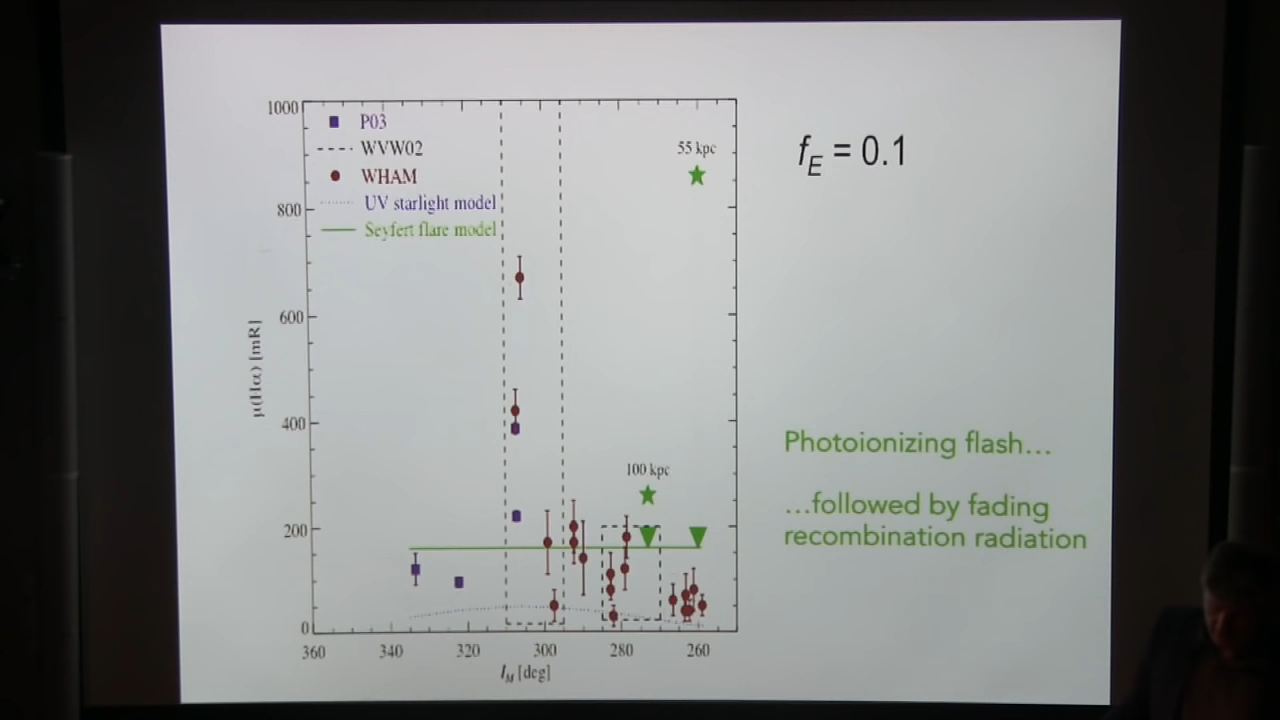 1000
800
600
400
200
0
μ(Hα) [mR]
P03
WVW02
WHAM
UV starlight model
Seyfert flare model
55 kpc
100 kpc
360 340 320 300 280 260
l_M [deg]
f_E = 0.1
Photoionizing flash…
…followed by fading
recombination radiation